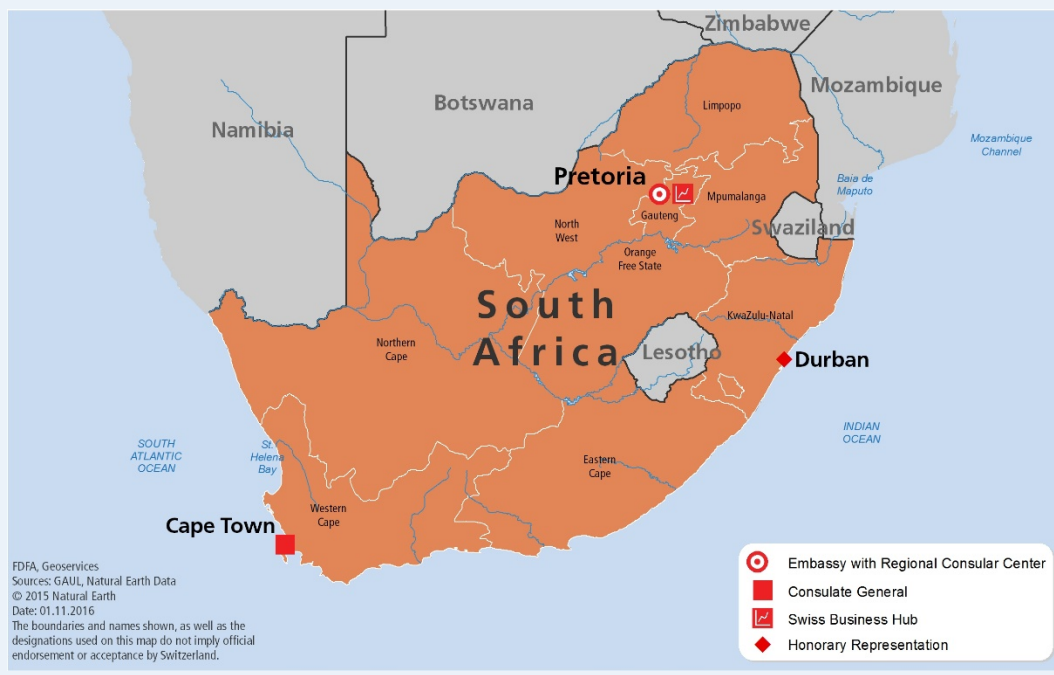 Zimbabwe
Mozambique
Botswana
Limpopo
Namibia
Mozambique
Channel
Pretoria
Baia de
Maputo
Mpumalanga
Gauteng
Swaziland
North
West
Orange
Free State
South
Africa
KwaZulu-Natal
Northern
Cape
Lesotho
Durban
INDIAN
OCEAN
SOUTH
ATLANTIC
OCEAN
St.
Helena
Bay
Eastern
Cape
Western
Cape
Cape Town
FDFA, Geoservices
Sources: GAUL, Natural Earth Data
© 2015 Natural Earth
Date: 01.11.2016
The boundaries and names shown, as well as the
designations used on this map do not imply official
endorsement or acceptance by Switzerland.
Embassy with Regional Consular Center
Consulate General
Swiss Business Hub
Honorary Representation